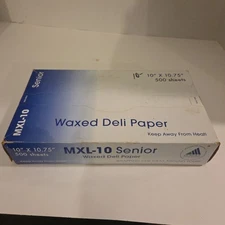 Senior
MXL-10
10" X 10.75"
500 sheets
Waxed Deli Paper
Keep Away From Heat
10" X 10.75"
500 sheets
MXL-10 Senior
Waxed Deli Paper